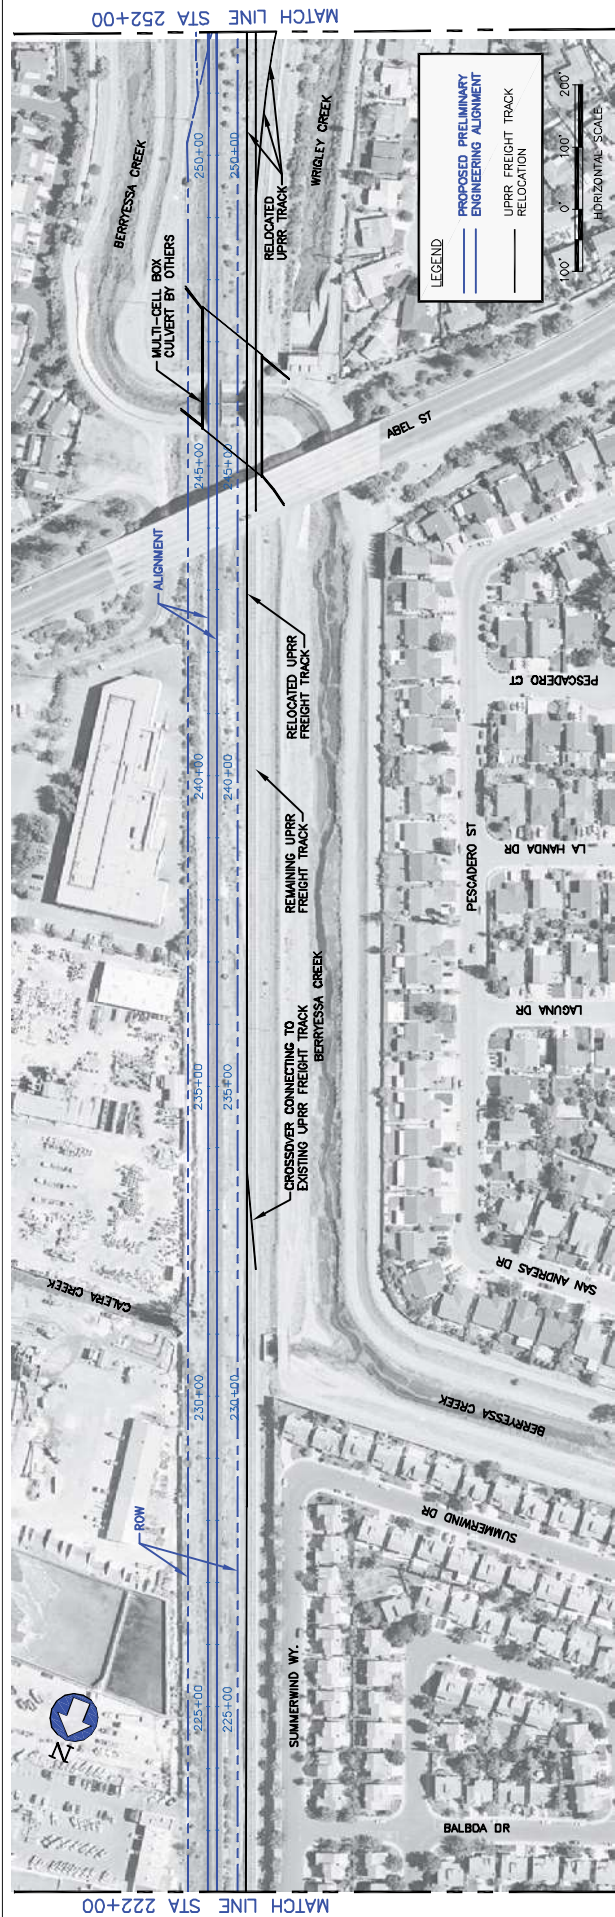 MATCH LINE STA 252+00
BERRYESSA CREEK
250+00
250+00
WRIGLEY CREEK
RELOCATED
UPRR TRACK
MULTI-CELL BOX
CULVERT BY OTHERS
LEGEND
PROPOSED PRELIMINARY
ENGINEERING ALIGNMENT
UPRR FREIGHT TRACK
RELOCATION
100' 0' 100' 200'
HORIZONTAL SCALE
ABEL ST
245+00
245+00
ALIGNMENT
RELOCATED UPRR
FREIGHT TRACK
240+00
240+00
REMAINING UPRR
FREIGHT TRACK
PESCADERO CT
PESCADERO ST
LA HANDA DR
BERRYESSA CREEK
LAGUNA DR
235+00
235+00
CROSSOVER CONNECTING TO
EXISTING UPRR FREIGHT TRACK
SAN ANDREAS DR
CALERA CREEK
230+00
230+00
BERRYESSA CREEK
ROW
SUMMERWIND DR
225+00
225+00
SUMMERWIND WY.
N
BALBOA DR
MATCH LINE STA 222+00